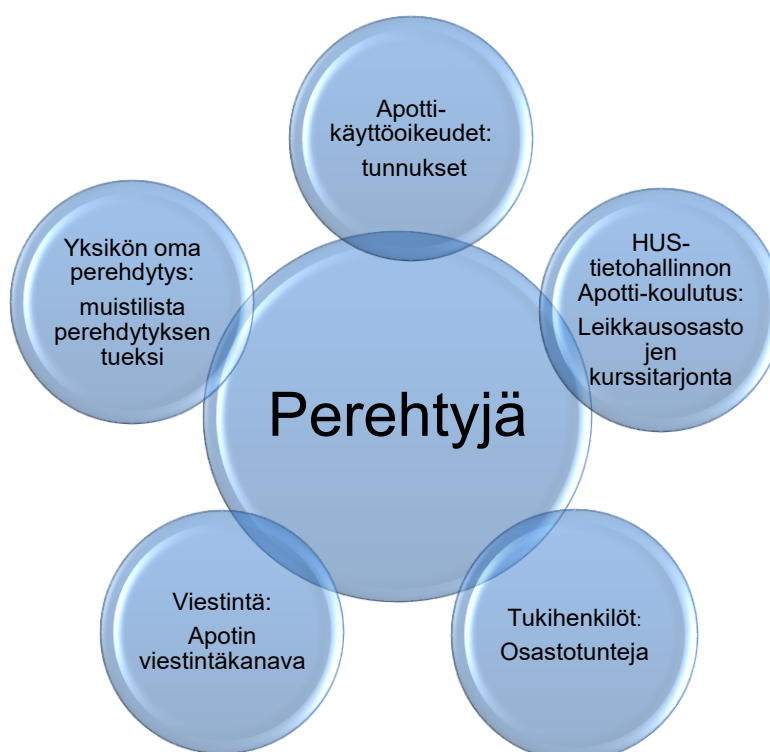 Apotti-
käyttöoikeudet:
tunnukset
HUS-
tietohallinnon
Apotti-koulutus:
Leikkausosasto
jen
kurssitarjonta
Yksikön oma
perehdytys:
muistilista
perehdytyksen
tueksi
Perehtyjä
Viestintä:
Apotin
viestintäkanava
Tukihenkilöt:
Osastotunteja